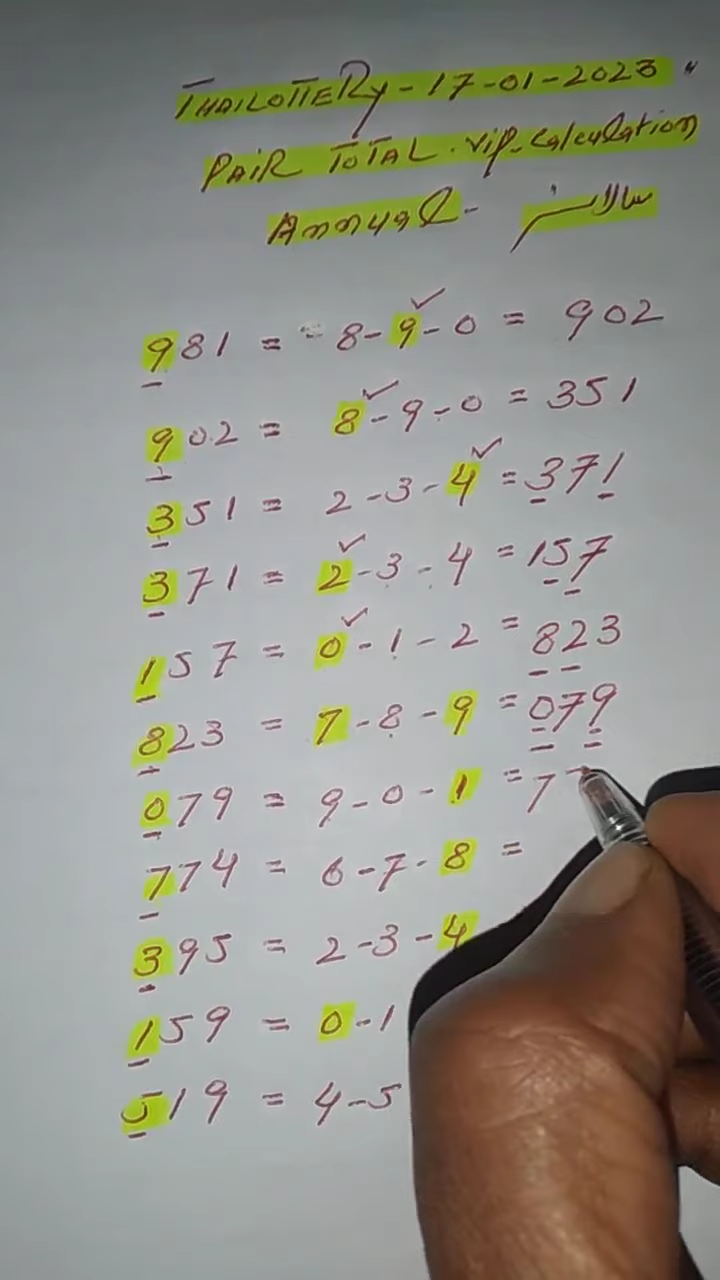 THAILOTTERY-17-01-2023"
PAIR TOTAL. vip-calculation
Annual- سالانہ
981 = 8-9-0 = 902
902 = 8-9-0 = 351
351 = 2-3-4 = 371
371 = 2-3-4 = 157
157 = 0-1-2 = 823
823 = 7-8-9 = 079
079 = 9-0-1 = 7
774 = 6-7-8 =
395 = 2-3-4
159 = 0-1
519 = 4-5